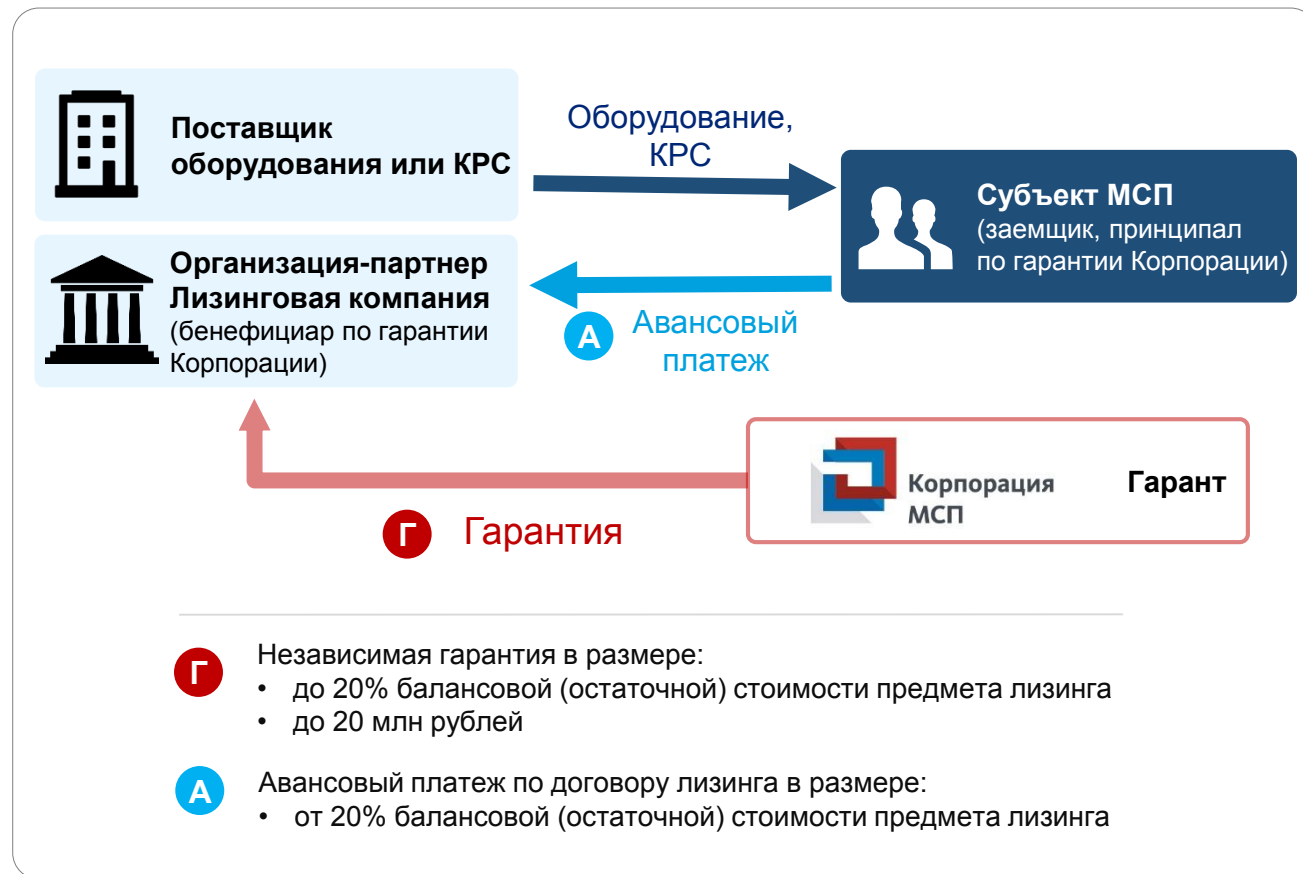 Поставщик
оборудования или КРС
Оборудование,
КРС
Субъект МСП
(заемщик, принципал
по гарантии Корпорации)
Организация-партнер
Лизинговая компания
(бенефициар по гарантии
Корпорации)
А
Авансовый
платеж
Корпорация
МСП
Гарант
Г
Гарантия
Г
Независимая гарантия в размере:
• до 20% балансовой (остаточной) стоимости предмета лизинга
• до 20 млн рублей
А
Авансовый платеж по договору лизинга в размере:
• от 20% балансовой (остаточной) стоимости предмета лизинга